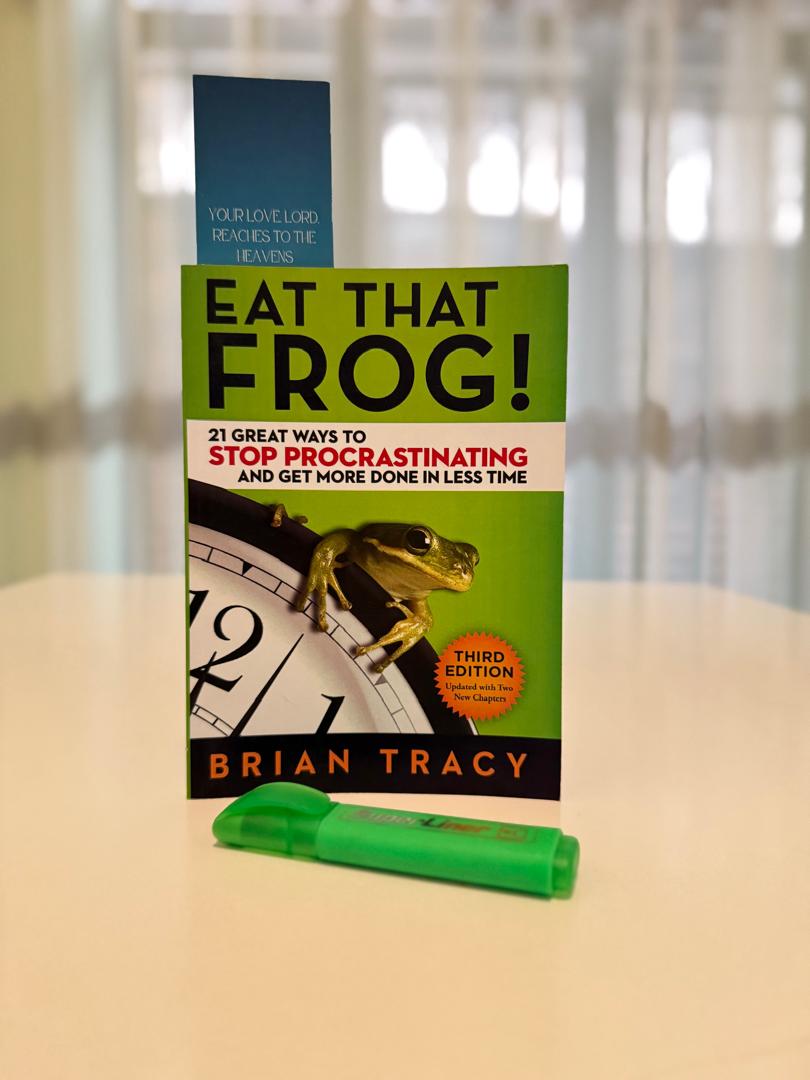 YOUR LOVE, LORD,
REACHES TO THE
HEAVENS
EAT THAT
FROG!
21 GREAT WAYS TO
STOP PROCRASTINATING
AND GET MORE DONE IN LESS TIME
12
1
THIRD
EDITION
Updated with Two
New Chapters
BRIAN TRACY
SuperLiner